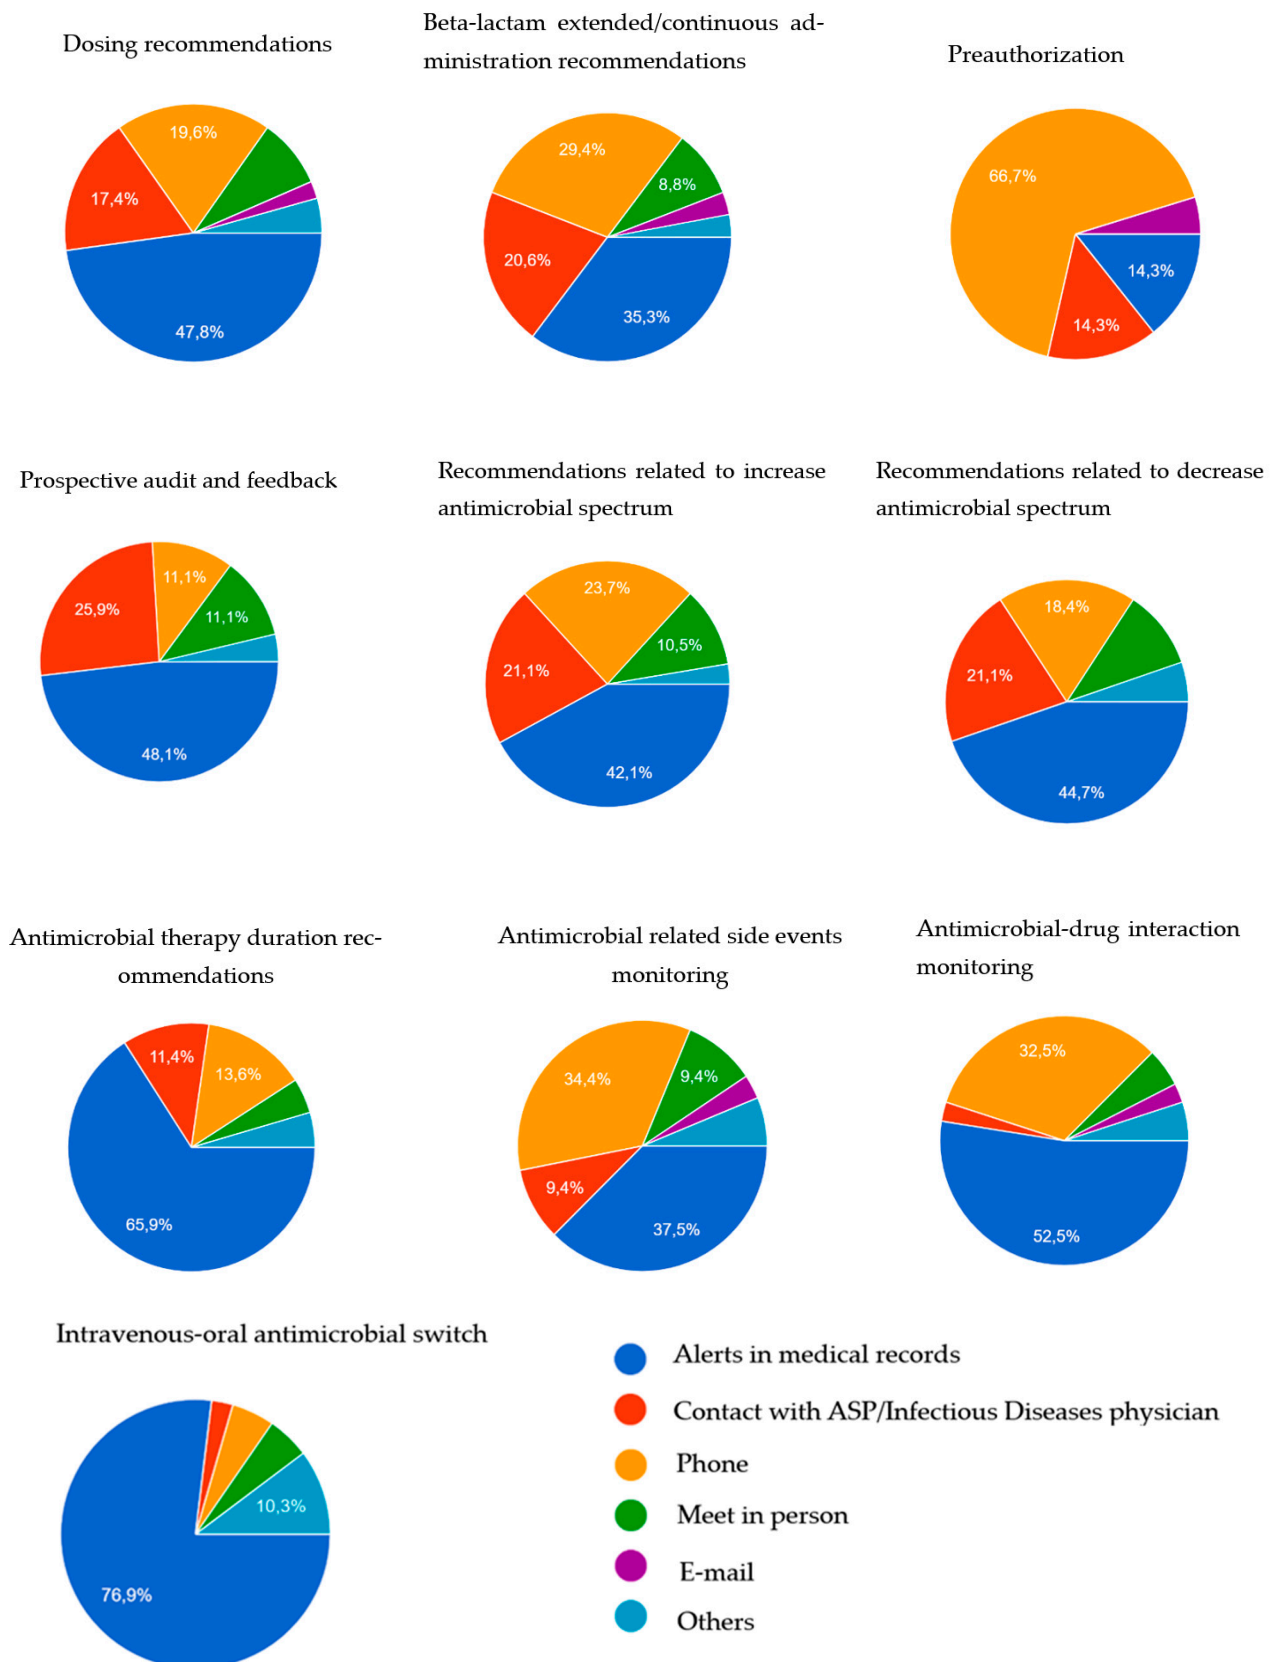 Dosing recommendations
19,6%
17,4%
47,8%
Beta-lactam extended/continuous ad-
ministration recommendations
29,4%
8,8%
20,6%
35,3%
Preauthorization
66,7%
14,3%
14,3%
Prospective audit and feedback
11,1%
25,9%
11,1%
48,1%
Recommendations related to increase
antimicrobial spectrum
23,7%
10,5%
21,1%
42,1%
Recommendations related to decrease
antimicrobial spectrum
18,4%
21,1%
44,7%
Antimicrobial therapy duration rec-
ommendations
11,4%
13,6%
65,9%
Antimicrobial related side events
monitoring
34,4%
9,4%
9,4%
37,5%
Antimicrobial-drug interaction
monitoring
32,5%
52,5%
Intravenous-oral antimicrobial switch
10,3%
76,9%
Alerts in medical records
Contact with ASP/Infectious Diseases physician
Phone
Meet in person
E-mail
Others